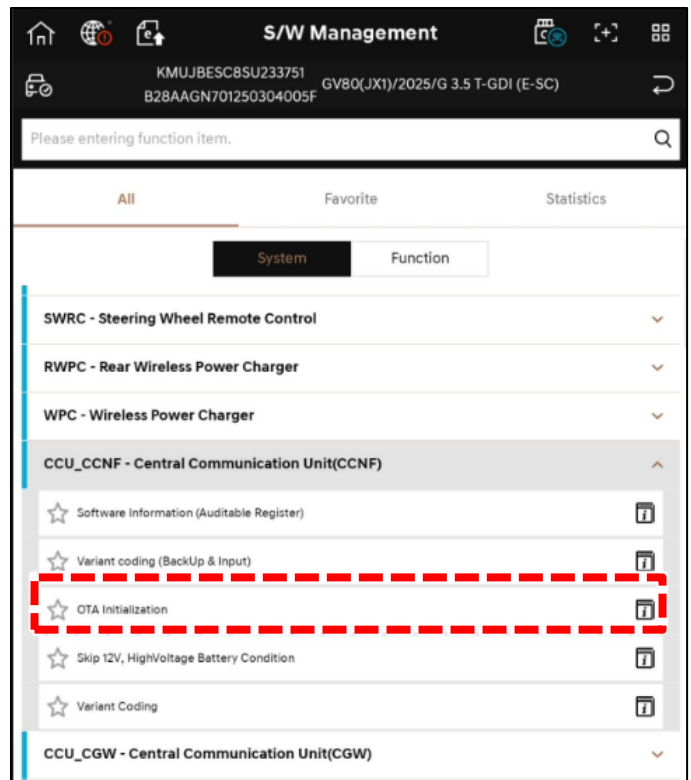 S/W Management
KMUJBESC8SU233751
B28AAGN701250304005F
GV80(JX1)/2025/G 3.5 T-GDI (E-SC)
Please entering function item.
All
Favorite
Statistics
System
Function
SWRC - Steering Wheel Remote Control
RWPC - Rear Wireless Power Charger
WPC - Wireless Power Charger
CCU_CCNF - Central Communication Unit(CCNF)
Software Information (Auditable Register)
Variant coding (BackUp & Input)
OTA Initialization
Skip 12V, HighVoltage Battery Condition
Variant Coding
CCU_CGW - Central Communication Unit(CGW)